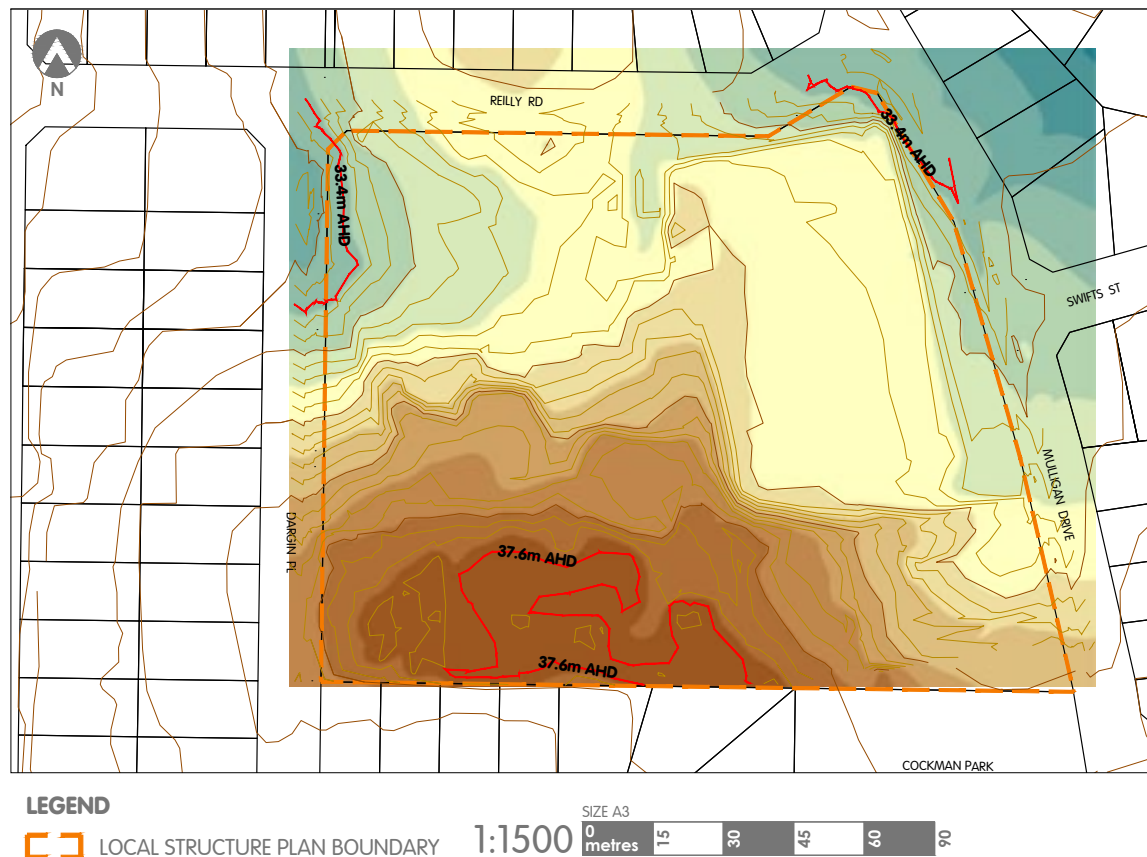 N
REILLY RD
33.4m AHD
33.4m AHD
SWIFTS ST
MULLIGAN DRIVE
DARGIN PL
37.6m AHD
37.6m AHD
COCKMAN PARK
LEGEND
LOCAL STRUCTURE PLAN BOUNDARY
1:1500
SIZE A3
0 15 30 45 60 90
metres